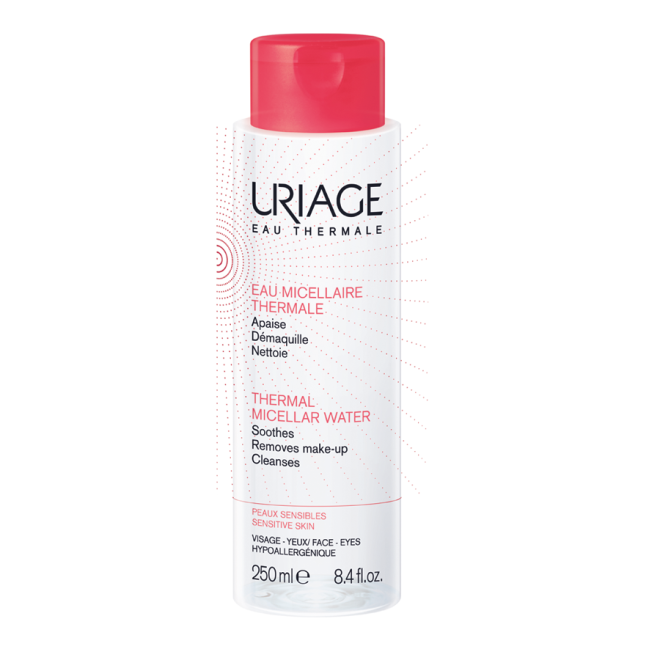 URIAGE
EAU THERMALE
EAU MICELLAIRE
THERMALE
Apaise
Démaquille
Nettoie
THERMAL
MICELLAR WATER
Soothes
Removes make-up
Cleanses
PEAUX SENSIBLES
SENSITIVE SKIN
VISAGE - YEUX/ FACE - EYES
HYPOALLERGÉNIQUE
250 ml ℮ 8.4 fl.oz.